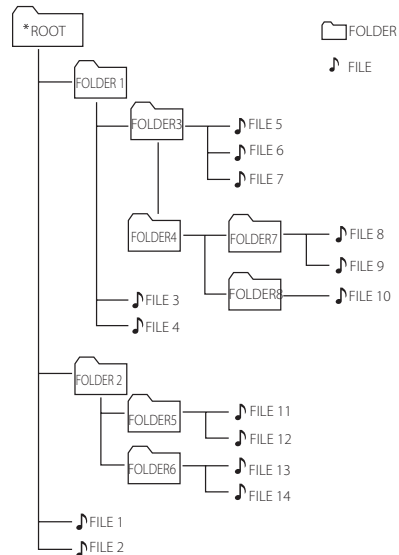 *ROOT
FOLDER
FILE
FOLDER 1
FOLDER3
FILE 5
FILE 6
FILE 7
FOLDER4
FOLDER7
FILE 8
FILE 9
FOLDER8
FILE 10
FILE 3
FILE 4
FOLDER 2
FOLDER5
FILE 11
FILE 12
FOLDER6
FILE 13
FILE 14
FILE 1
FILE 2